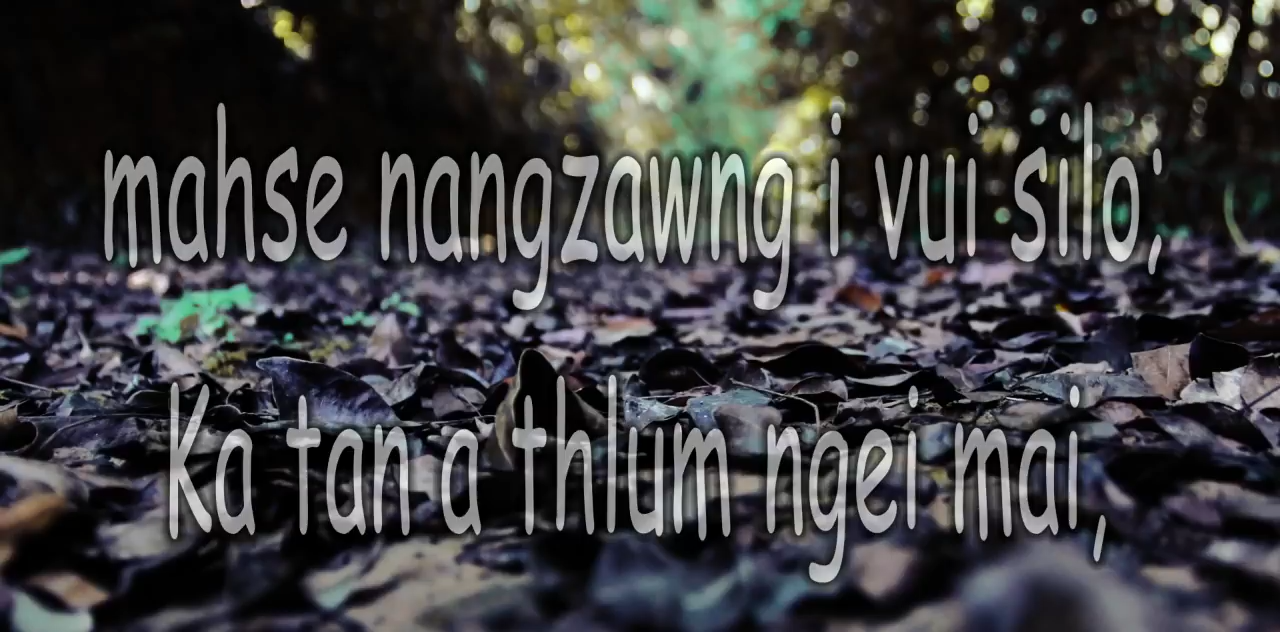 mahse nangzawng i vui silo;
Ka tan a thlum ngei mai,